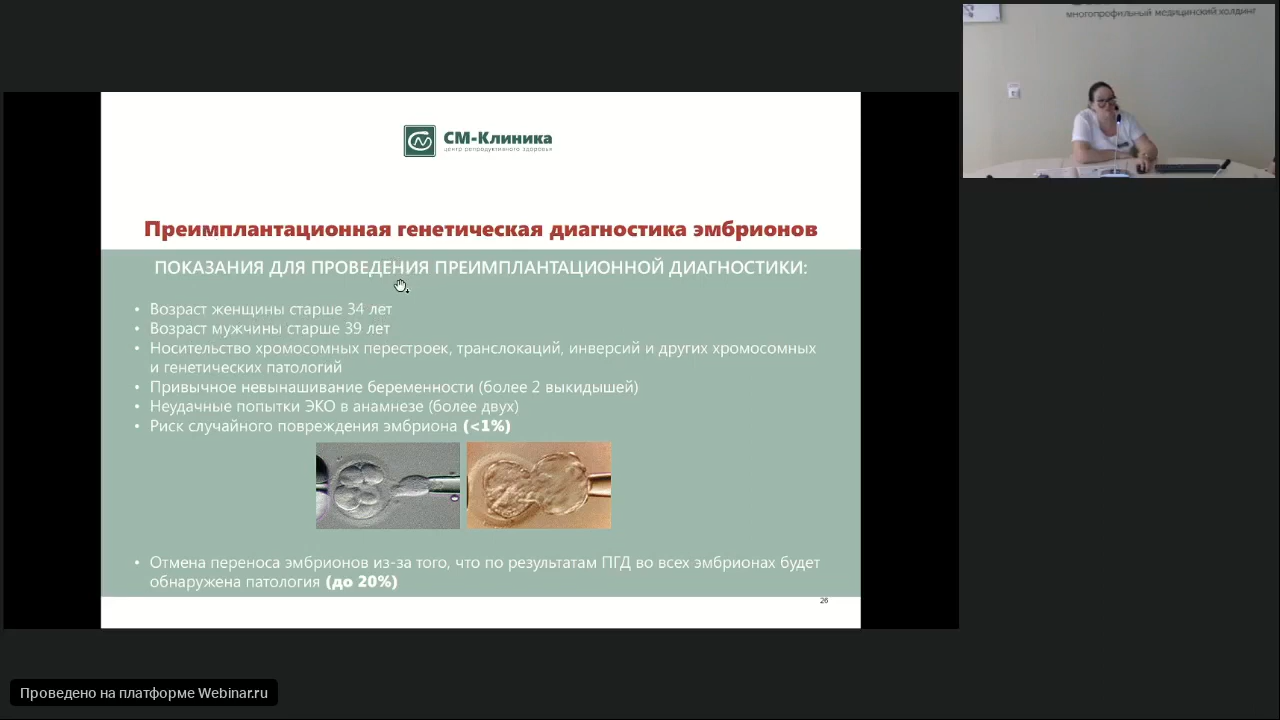 многопрофильный медицинский холдинг
СМ-Клиника
центр репродуктивного здоровья
Преимплантационная генетическая диагностика эмбрионов
ПОКАЗАНИЯ ДЛЯ ПРОВЕДЕНИЯ ПРЕИМПЛАНТАЦИОННОЙ ДИАГНОСТИКИ:
• Возраст женщины старше 34 лет
• Возраст мужчины старше 39 лет
• Носительство хромосомных перестроек, транслокаций, инверсий и других хромосомных
и генетических патологий
• Привычное невынашивание беременности (более 2 выкидышей)
• Неудачные попытки ЭКО в анамнезе (более двух)
• Риск случайного повреждения эмбриона (<1%)
• Отмена переноса эмбрионов из-за того, что по результатам ПГД во всех эмбрионах будет
обнаружена патология (до 20%)
26
Проведено на платформе Webinar.ru